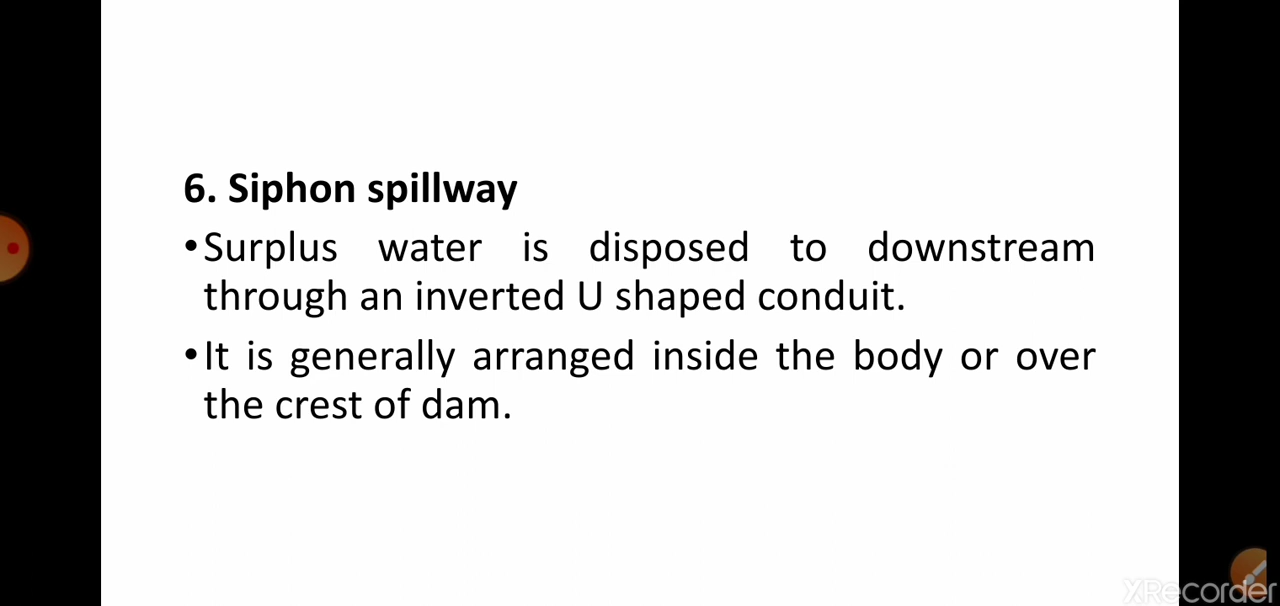 6. Siphon spillway
•Surplus water is disposed to downstream
through an inverted U shaped conduit.
•It is generally arranged inside the body or over
the crest of dam.
XRecorder